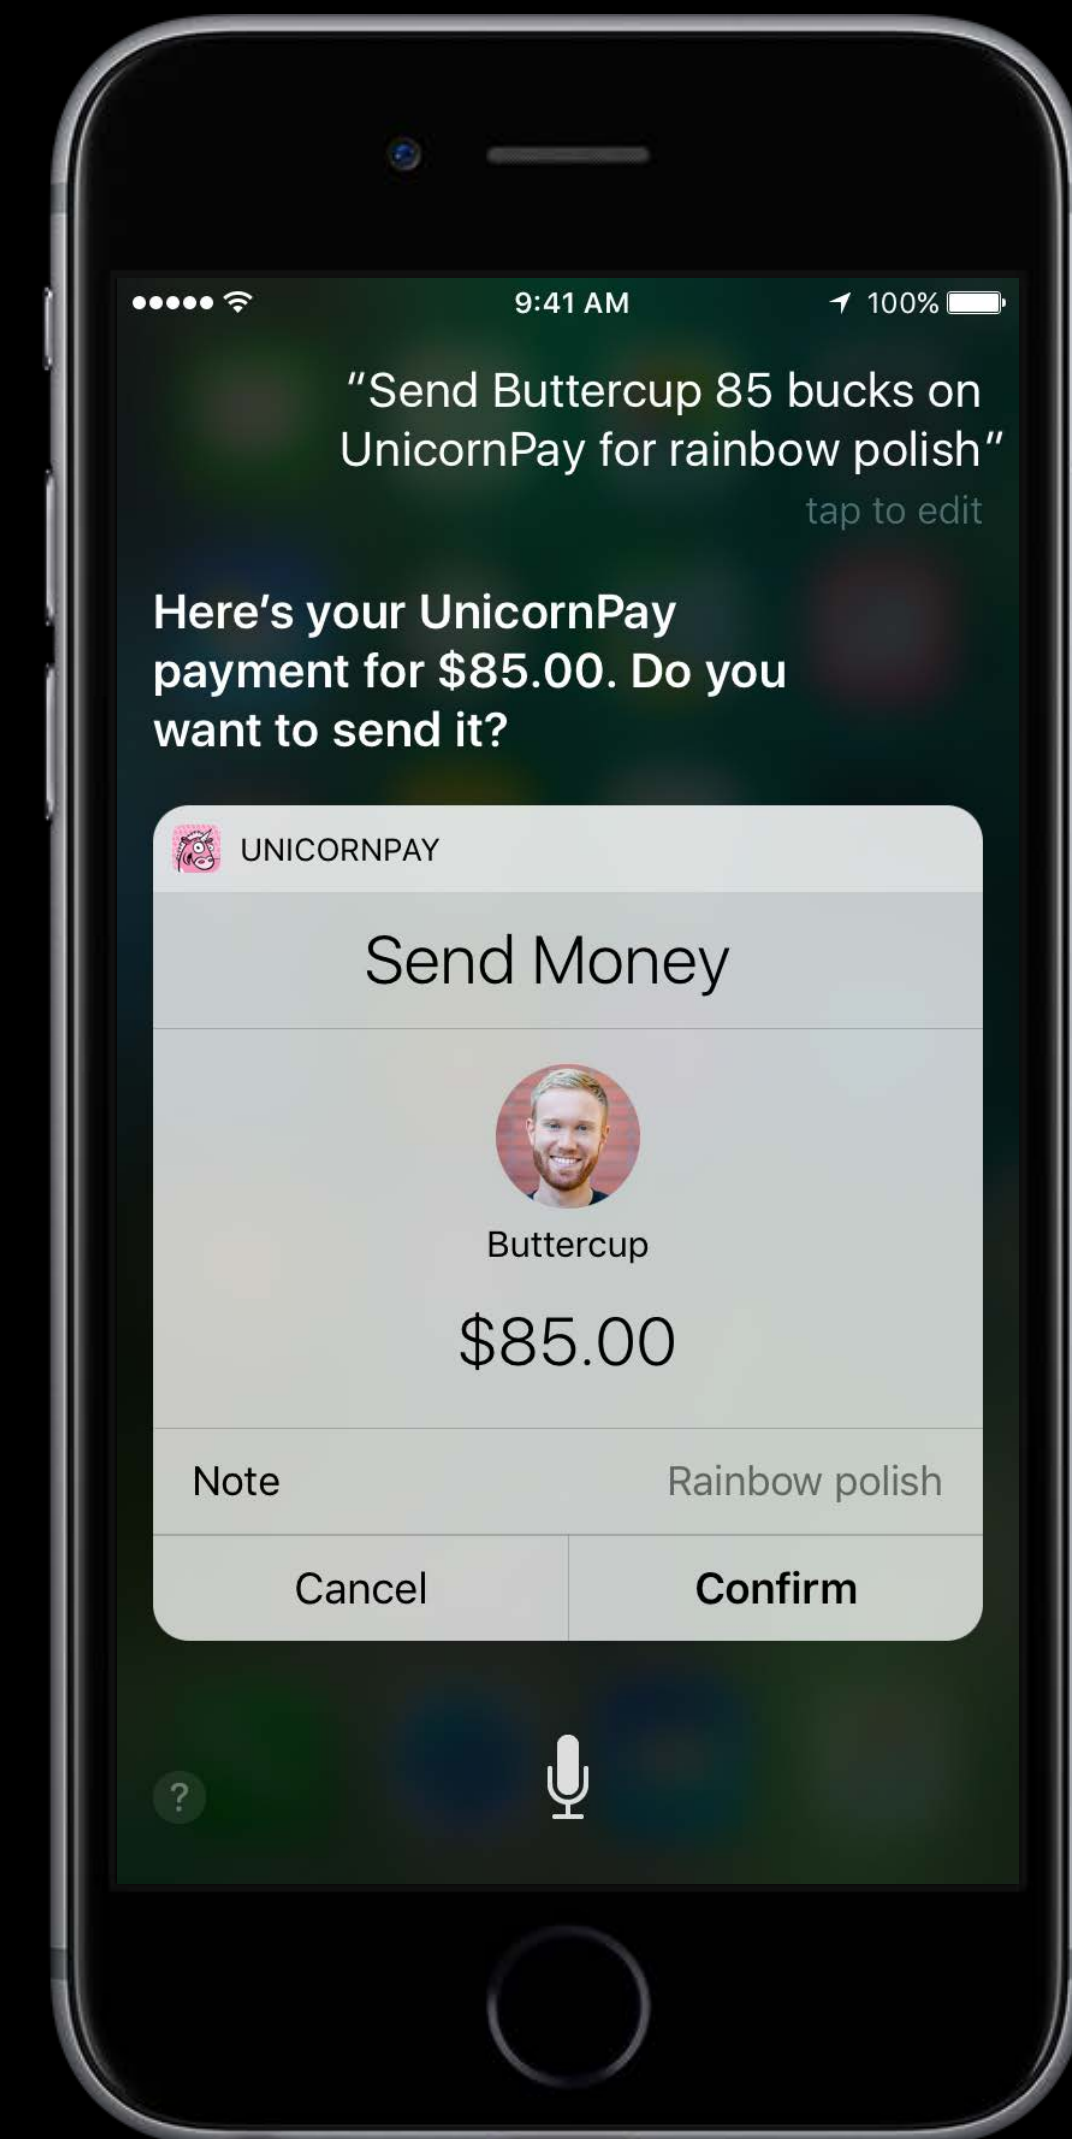 9:41 AM
100%
“Send Buttercup 85 bucks on
UnicornPay for rainbow polish”
tap to edit
Here’s your UnicornPay
payment for $85.00. Do you
want to send it?
UNICORNPAY
Send Money
Buttercup
$85.00
Note Rainbow polish
Cancel Confirm
?